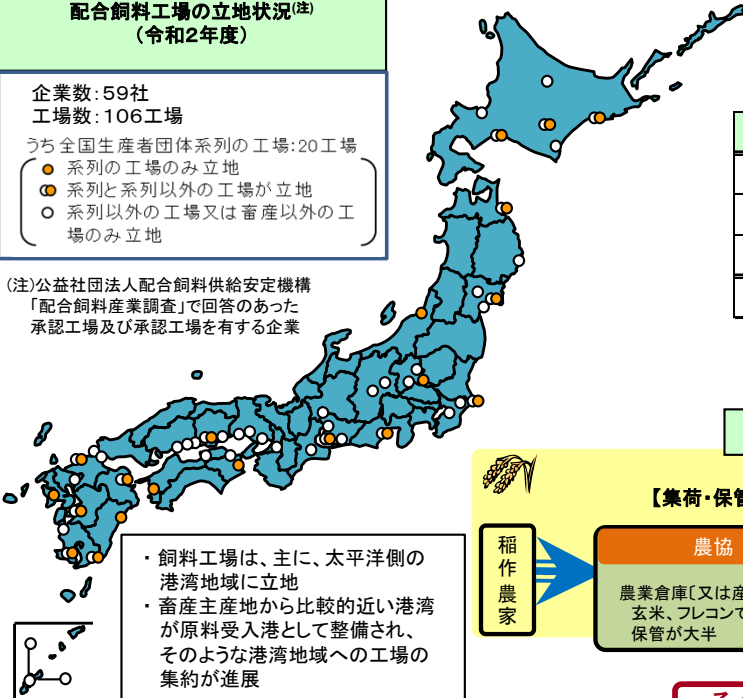 配合飼料工場の立地状況(注)
(令和2年度)
企業数:59社
工場数:106工場
うち全国生産者団体系列の工場:20工場
系列の工場のみ立地
系列と系列以外の工場が立地
系列以外の工場又は畜産以外の工
場のみ立地
(注)公益社団法人配合飼料供給安定機構
「配合飼料産業調査」で回答のあった
承認工場及び承認工場を有する企業
・飼料工場は、主に、太平洋側の
港湾地域に立地
・畜産主産地から比較的近い港湾
が原料受入港として整備され、
そのような港湾地域への工場の
集約が進展
【集荷・保管
稲作農家
農協
農業倉庫〔又は産
玄米、フレコンで
保管が大半